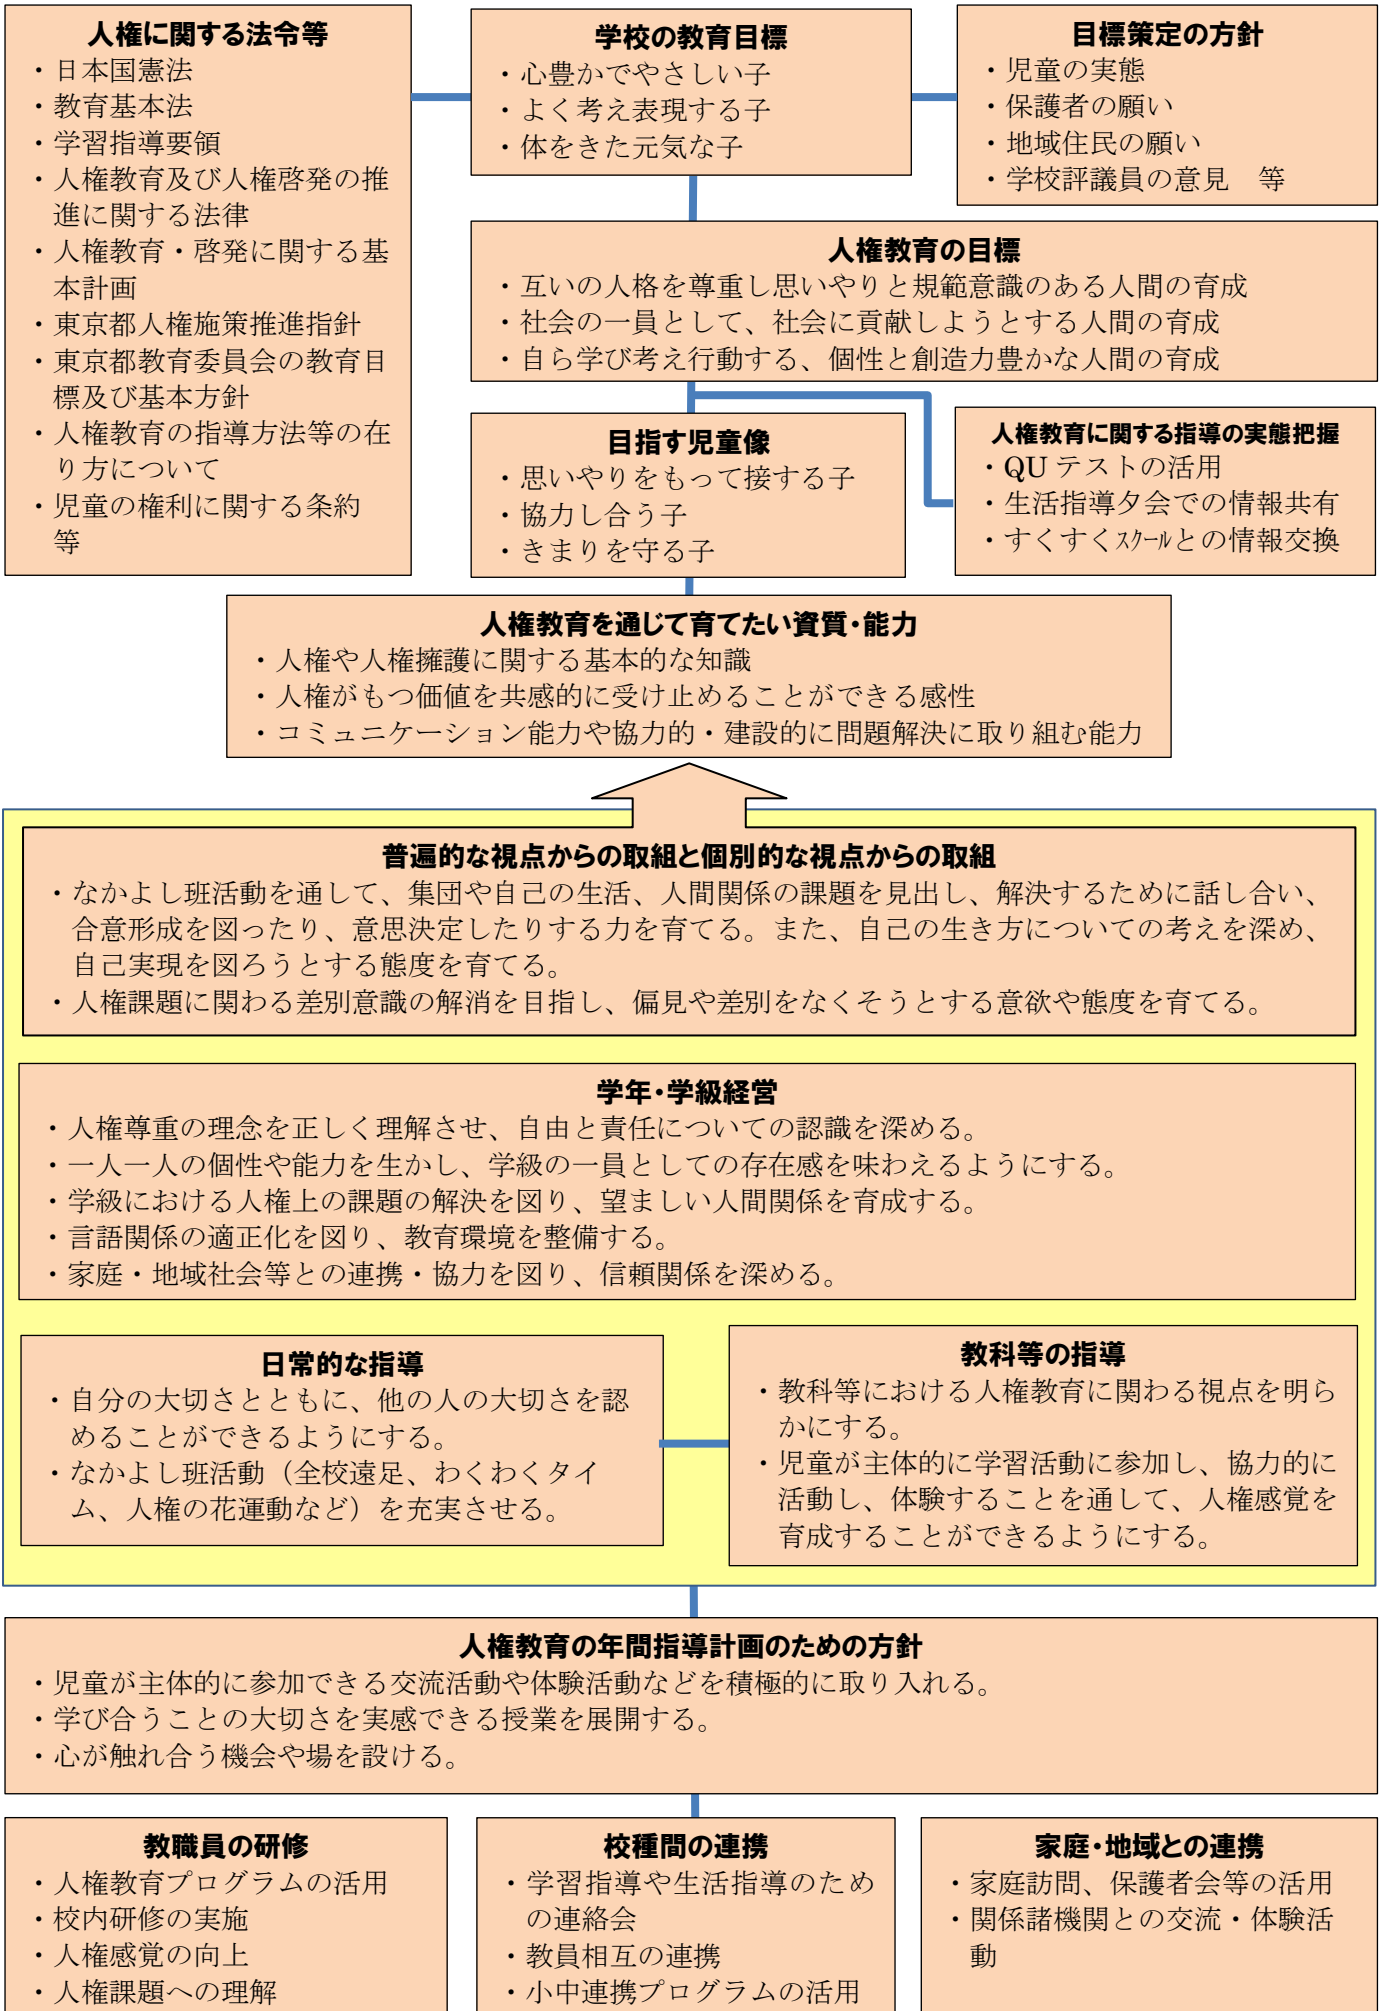 人権に関する法令等
・日本国憲法
・教育基本法
・学習指導要領
・人権教育及び人権啓発の推
進に関する法律
・人権教育・啓発に関する基
本計画
・東京都人権施策推進指針
・東京都教育委員会の教育目
標及び基本方針
・人権教育の指導方法等の在
り方について
・児童の権利に関する条約
等
学校の教育目標
・心豊かでやさしい子
・よく考え表現する子
・体をきた元気な子
目標策定の方針
・児童の実態
・保護者の願い
・地域住民の願い
・学校評議員の意見　等
人権教育の目標
・互いの人格を尊重し思いやりと規範意識のある人間の育成
・社会の一員として、社会に貢献しようとする人間の育成
・自ら学び考え行動する、個性と創造力豊かな人間の育成
目指す児童像
・思いやりをもって接する子
・協力し合う子
・きまりを守る子
人権教育に関する指導の実態把握
・QU テストの活用
・生活指導夕会での情報共有
・すくすくｽｸｰﾙとの情報交換
人権教育を通じて育てたい資質・能力
・人権や人権擁護に関する基本的な知識
・人権がもつ価値を共感的に受け止めることができる感性
・コミュニケーション能力や協力的・建設的に問題解決に取り組む能力
普遍的な視点からの取組と個別的な視点からの取組
・なかよし班活動を通して、集団や自己の生活、人間関係の課題を見出し、解決するために話し合い、
合意形成を図ったり、意思決定したりする力を育てる。また、自己の生き方についての考えを深め、
自己実現を図ろうとする態度を育てる。
・人権課題に関わる差別意識の解消を目指し、偏見や差別をなくそうとする意欲や態度を育てる。
学年・学級経営
・人権尊重の理念を正しく理解させ、自由と責任についての認識を深める。
・一人一人の個性や能力を生かし、学級の一員としての存在感を味わえるようにする。
・学級における人権上の課題の解決を図り、望ましい人間関係を育成する。
・言語関係の適正化を図り、教育環境を整備する。
・家庭・地域社会等との連携・協力を図り、信頼関係を深める。
日常的な指導
・自分の大切さとともに、他の人の大切さを認
めることができるようにする。
・なかよし班活動（全校遠足、わくわくタイ
ム、人権の花運動など）を充実させる。
教科等の指導
・教科等における人権教育に関わる視点を明ら
かにする。
・児童が主体的に学習活動に参加し、協力的に
活動し、体験することを通して、人権感覚を
育成することができるようにする。
人権教育の年間指導計画のための方針
・児童が主体的に参加できる交流活動や体験活動などを積極的に取り入れる。
・学び合うことの大切さを実感できる授業を展開する。
・心が触れ合う機会や場を設ける。
教職員の研修
・人権教育プログラムの活用
・校内研修の実施
・人権感覚の向上
・人権課題への理解
校種間の連携
・学習指導や生活指導のため
の連絡会
・教員相互の連携
・小中連携プログラムの活用
家庭・地域との連携
・家庭訪問、保護者会等の活用
・関係諸機関との交流・体験活
動